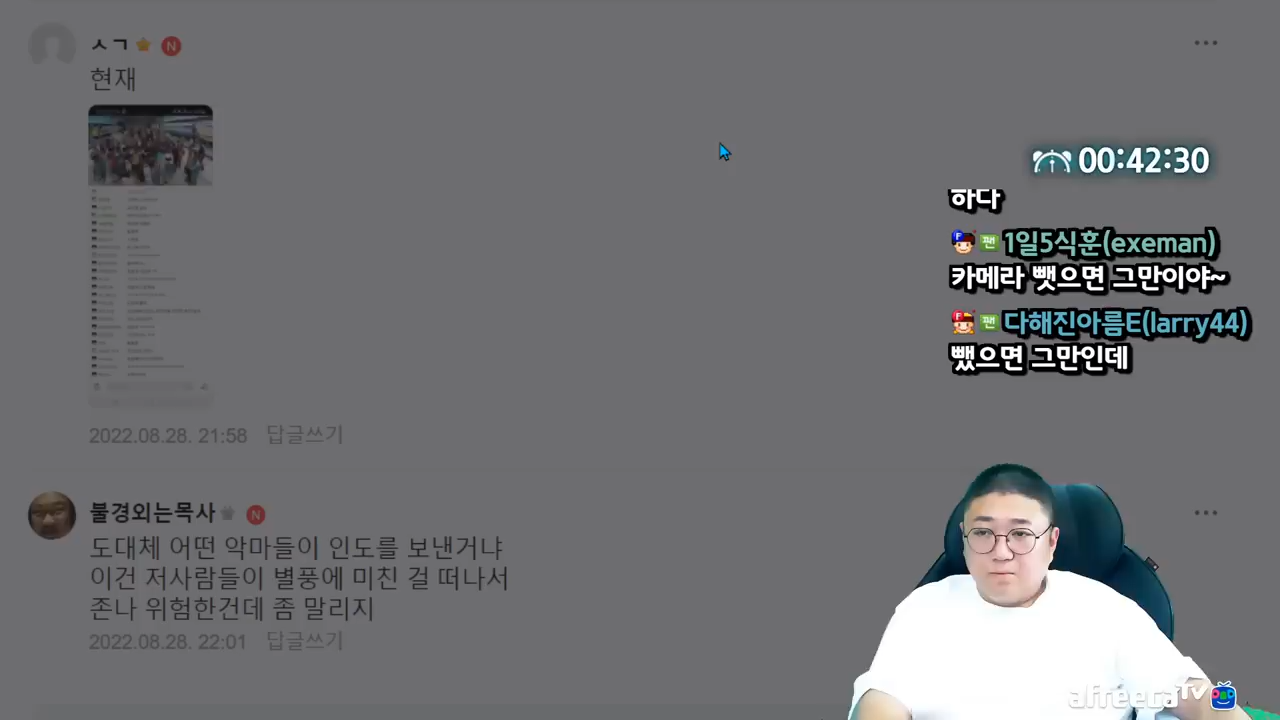 ㅅㄱ N
현재
2022.08.28. 21:58 답글쓰기
불경외는목사 N
도대체 어떤 악마들이 인도를 보낸거냐
이건 저사람들이 별풍에 미친 걸 떠나서
존나 위험한건데 좀 말리지
2022.08.28. 22:01 답글쓰기
00:42:30
하다
F 팬 1일5식훈(exeman)
카메라 뺏으면 그만이야~
F 팬 다해진아름E(larry44)
뺐으면 그만인데
afreecaTV